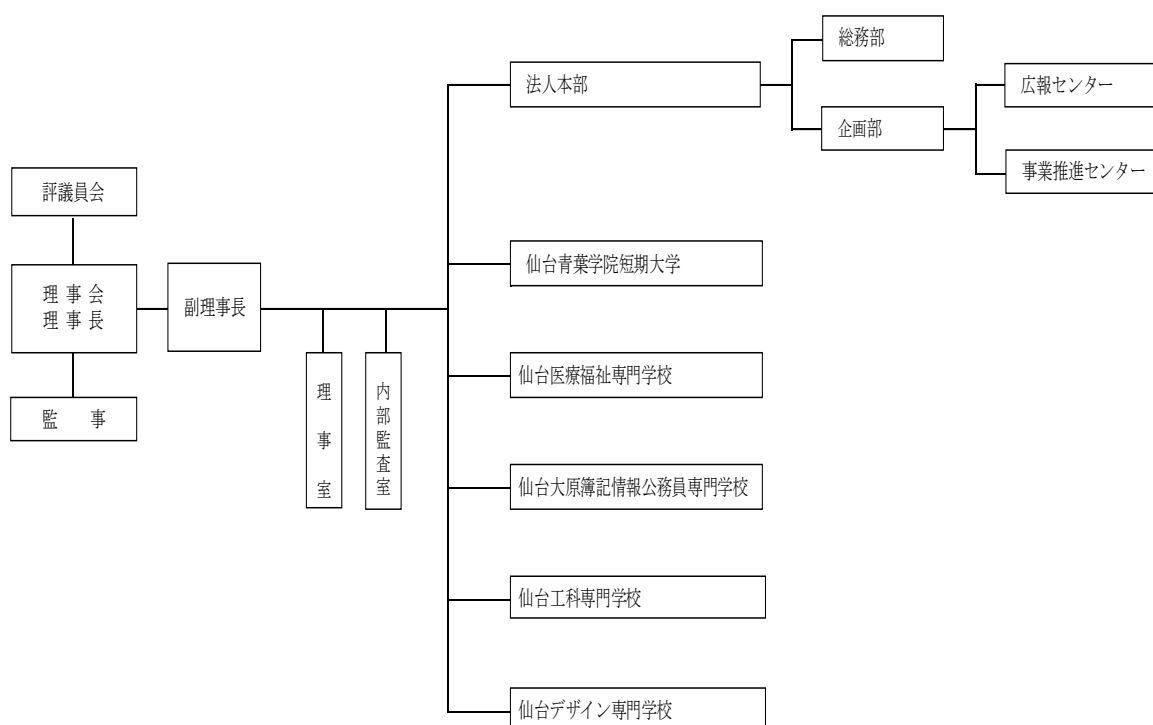 総務部
法人本部
広報センター
企画部
事業推進センター
評議員会
仙台青葉学院短期大学
理事会
理事長
副理事長
仙台医療福祉専門学校
理事室
内部監査室
監　事
仙台大原簿記情報公務員専門学校
仙台工科専門学校
仙台デザイン専門学校